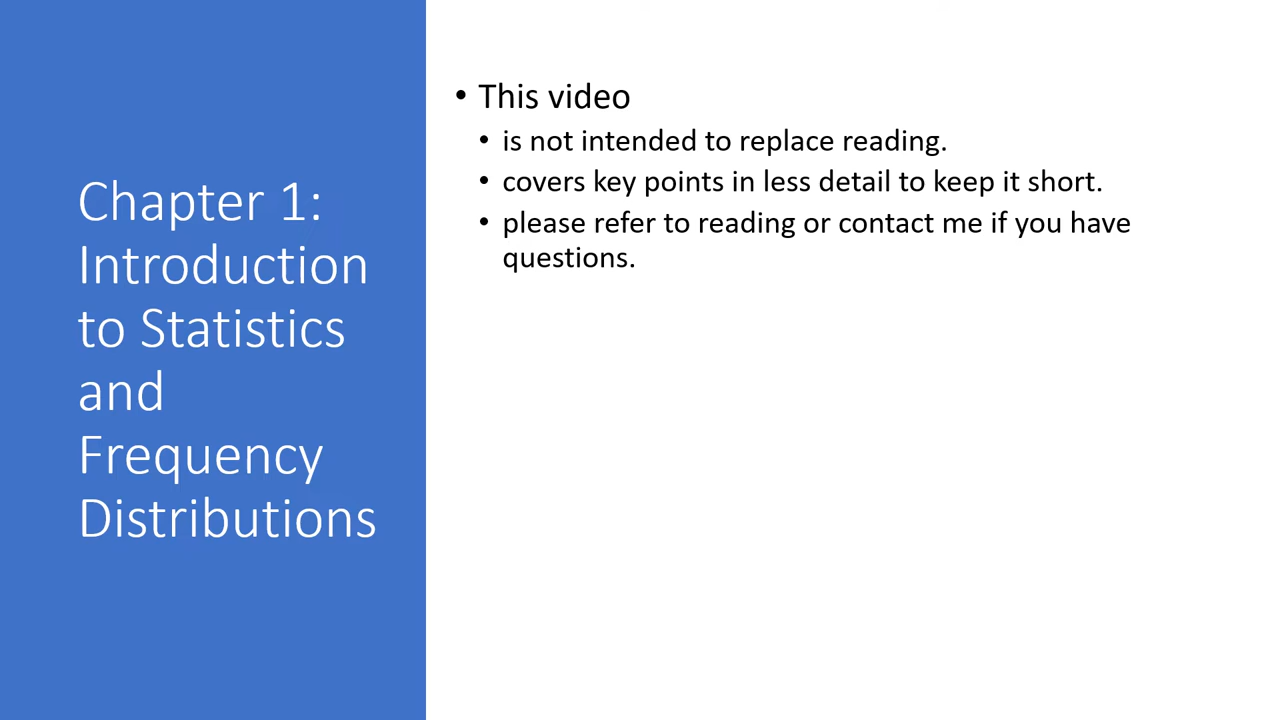 Chapter 1:
Introduction
to Statistics
and
Frequency
Distributions
• This video
• is not intended to replace reading.
• covers key points in less detail to keep it short.
• please refer to reading or contact me if you have
questions.